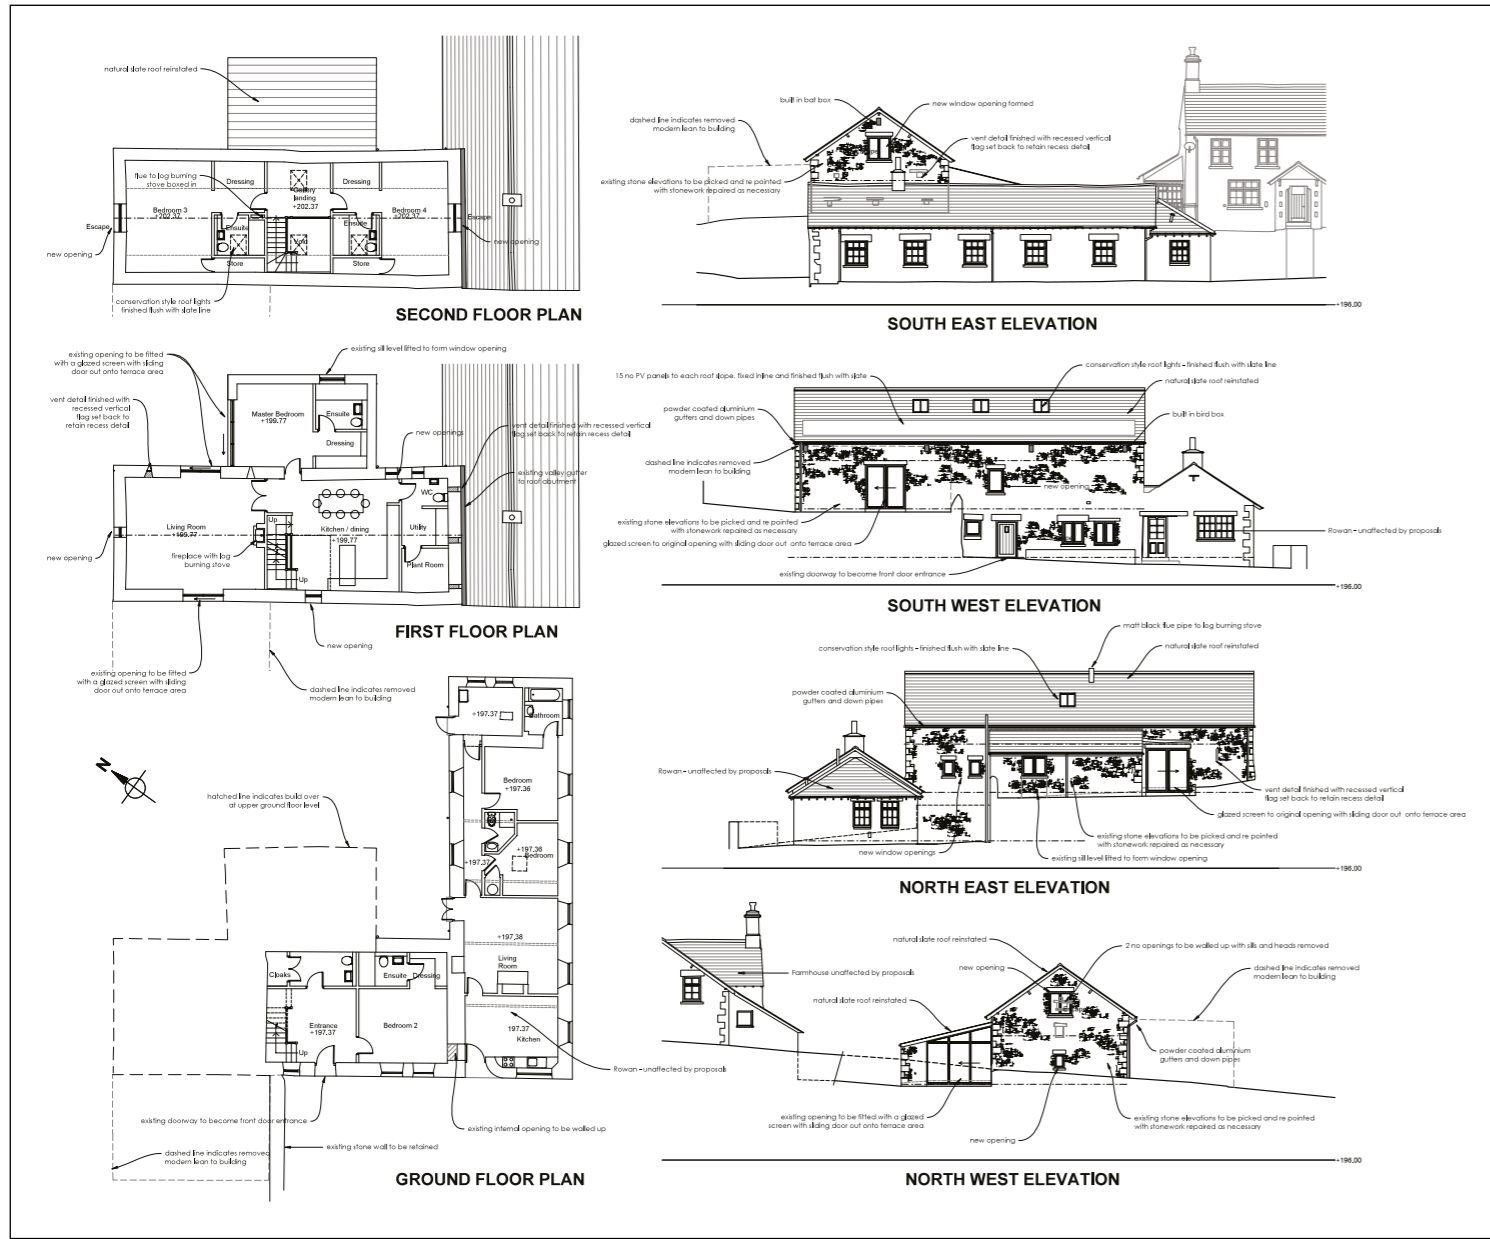 natural slate roof reinstated
flue to log burning
stove boxed in
Dressing
Gallery
landing
+202.37
Dressing
Bedroom 3
+202.37
Bedroom 4
+202.37
Escape
Escape
Ensuite
Ensuite
Void
new opening
new opening
Store
Store
conservation style roof lights
finished flush with slate line
SECOND FLOOR PLAN
existing opening to be fitted
with a glazed screen with sliding
door out onto terrace area
existing sill level lifted to form window opening
vent detail finished with
recessed vertical
flag set back to
retain recess detail
Master Bedroom
+199.77
Ensuite
Dressing
new openings
vent detail finished with recessed vertical
flag set back to retain recess detail
existing valley gutter
to roof abutment
WC
Living Room
+199.77
Up
Kitchen / dining
+199.77
Utility
new opening
fireplace with log
burning stove
Up
Plant Room
FIRST FLOOR PLAN
new opening
existing opening to be fitted
with a glazed screen with sliding
door out onto terrace area
dashed line indicates removed
modern lean to building
+197.37
Bathroom
N
Bedroom
+197.36
hatched line indicates build over
at upper ground floor level
+197.36
Bedroom
+197.37
+197.38
Living
Room
Cloaks
Ensuite
Dressing
Entrance
+197.37
Bedroom 2
197.37
Kitchen
Up
Rowan - unaffected by proposals
existing doorway to become front door entrance
existing internal opening to be walled up
existing stone wall to be retained
dashed line indicates removed
modern lean to building
GROUND FLOOR PLAN
built in bat box
new window opening formed
dashed line indicates removed
modern lean to building
vent detail finished with recessed vertical
flag set back to retain recess detail
existing stone elevations to be picked and re pointed
with stonework repaired as necessary
+196.00
SOUTH EAST ELEVATION
conservation style roof lights - finished flush with slate line
15 no PV panels to each roof slope, fixed inline and finished flush with slate
natural slate roof reinstated
powder coated aluminium
gutters and down pipes
built in bird box
dashed line indicates removed
modern lean to building
new opening
existing stone elevations to be picked and re pointed
with stonework repaired as necessary
Rowan - unaffected by proposals
glazed screen to original opening with sliding door out onto terrace area
existing doorway to become front door entrance
+196.00
SOUTH WEST ELEVATION
matt black flue pipe to log burning stove
conservation style roof lights - finished flush with slate line
natural slate roof reinstated
powder coated aluminium
gutters and down pipes
Rowan - unaffected by proposals
vent detail finished with recessed vertical
flag set back to retain recess detail
glazed screen to original opening with sliding door out onto terrace area
existing stone elevations to be picked and re pointed
with stonework repaired as necessary
new window openings
existing sill level lifted to form window opening
+196.00
NORTH EAST ELEVATION
natural slate roof reinstated
2 no openings to be walled up with sills and heads removed
Farmhouse unaffected by proposals
new opening
dashed line indicates removed
modern lean to building
natural slate roof reinstated
powder coated aluminium
gutters and down pipes
existing opening to be fitted with a glazed
screen with sliding door out onto terrace area
existing stone elevations to be picked and re pointed
with stonework repaired as necessary
new opening
+196.00
NORTH WEST ELEVATION